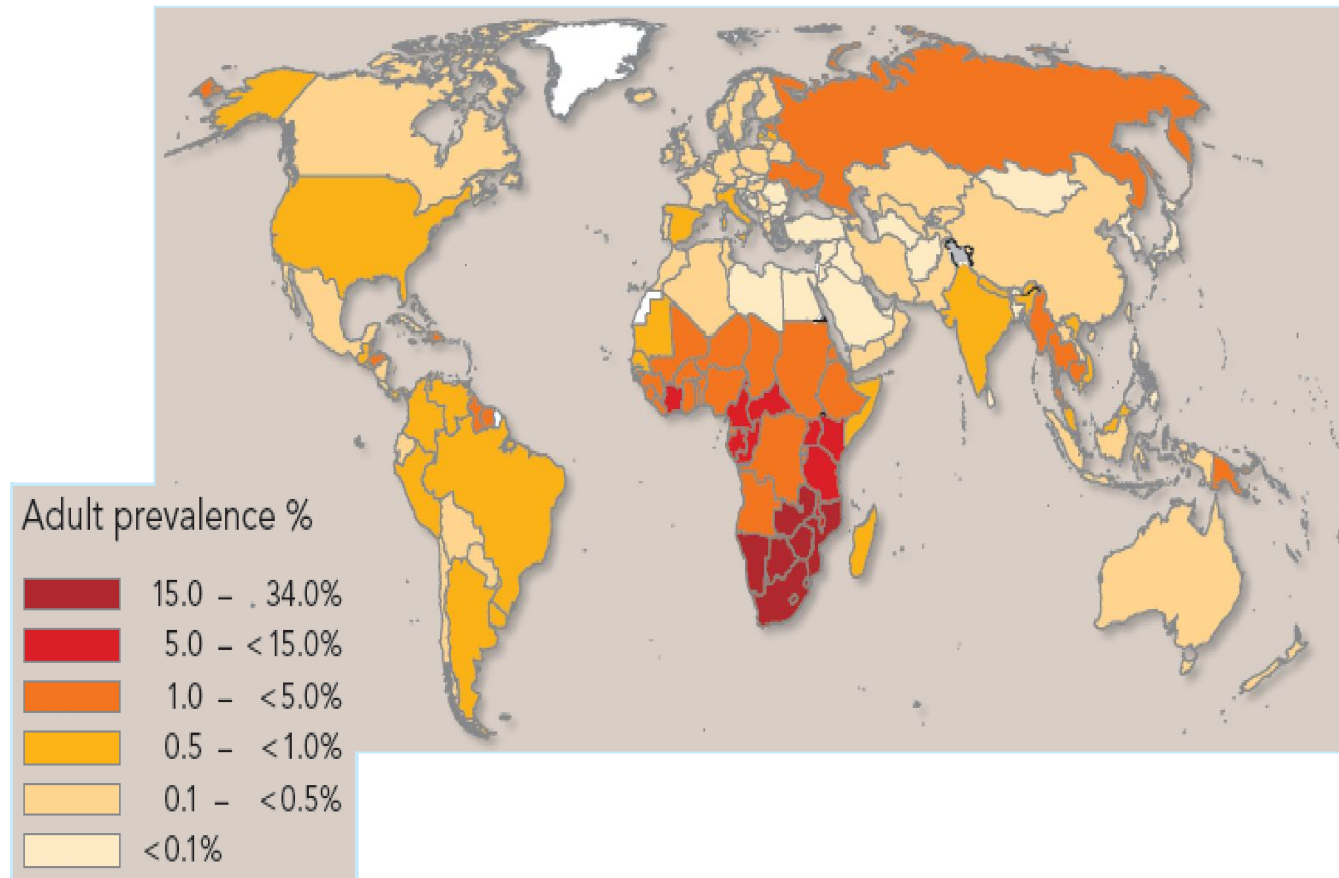 Adult prevalence %
15.0 – . 34.0%
5.0 – <15.0%
1.0 – <5.0%
0.5 – <1.0%
0.1 – <0.5%
<0.1%